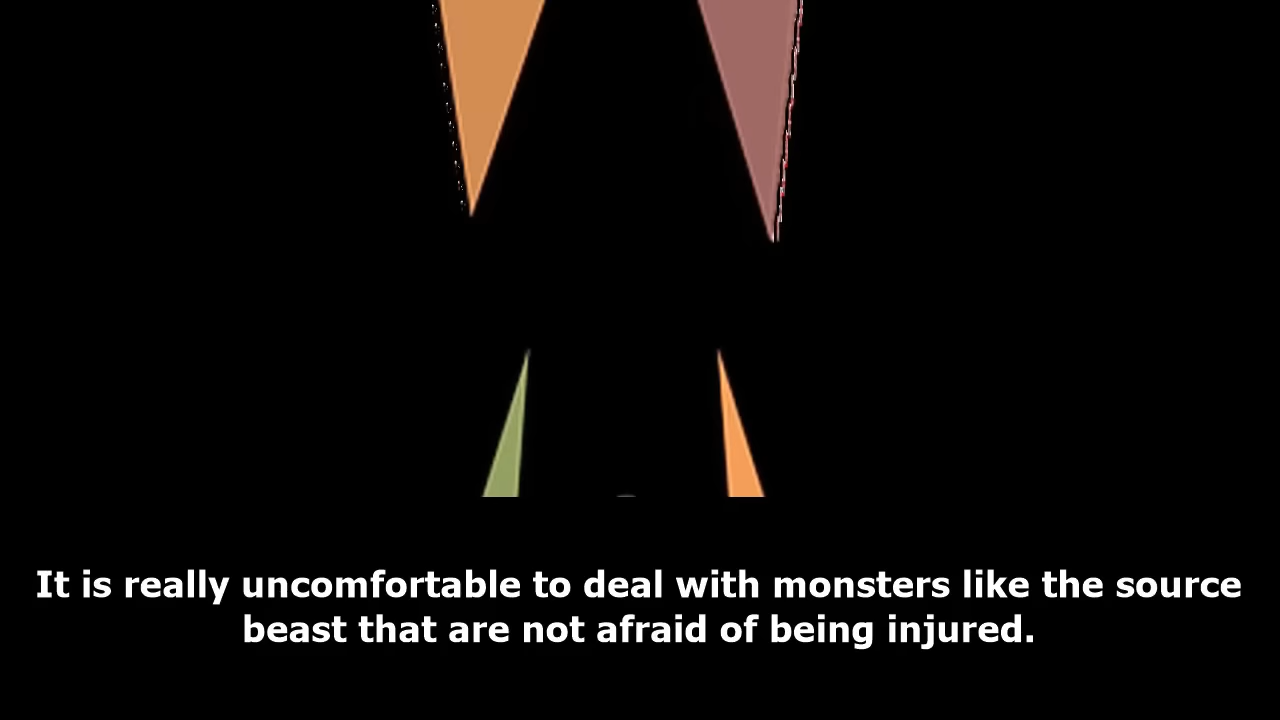 It is really uncomfortable to deal with monsters like the source
beast that are not afraid of being injured.